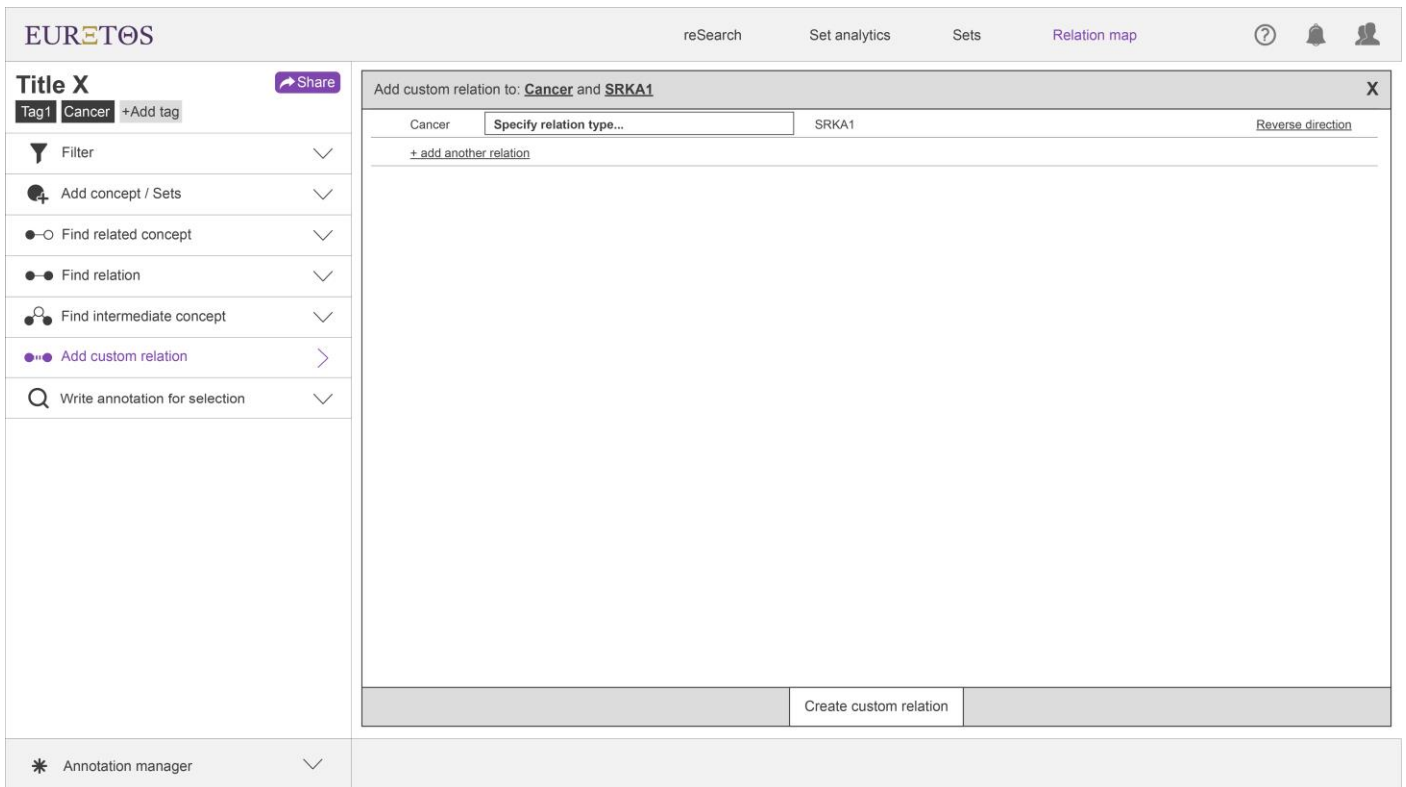 EURETOS
reSearch Set analytics Sets Relation map ?
Title X Share
Tag1 Cancer +Add tag
Filter
Add concept / Sets
Find related concept
Find relation
Find intermediate concept
Add custom relation
Write annotation for selection
Annotation manager
Add custom relation to: Cancer and SRKA1 X
Cancer Specify relation type... SRKA1 Reverse direction
+ add another relation
Create custom relation